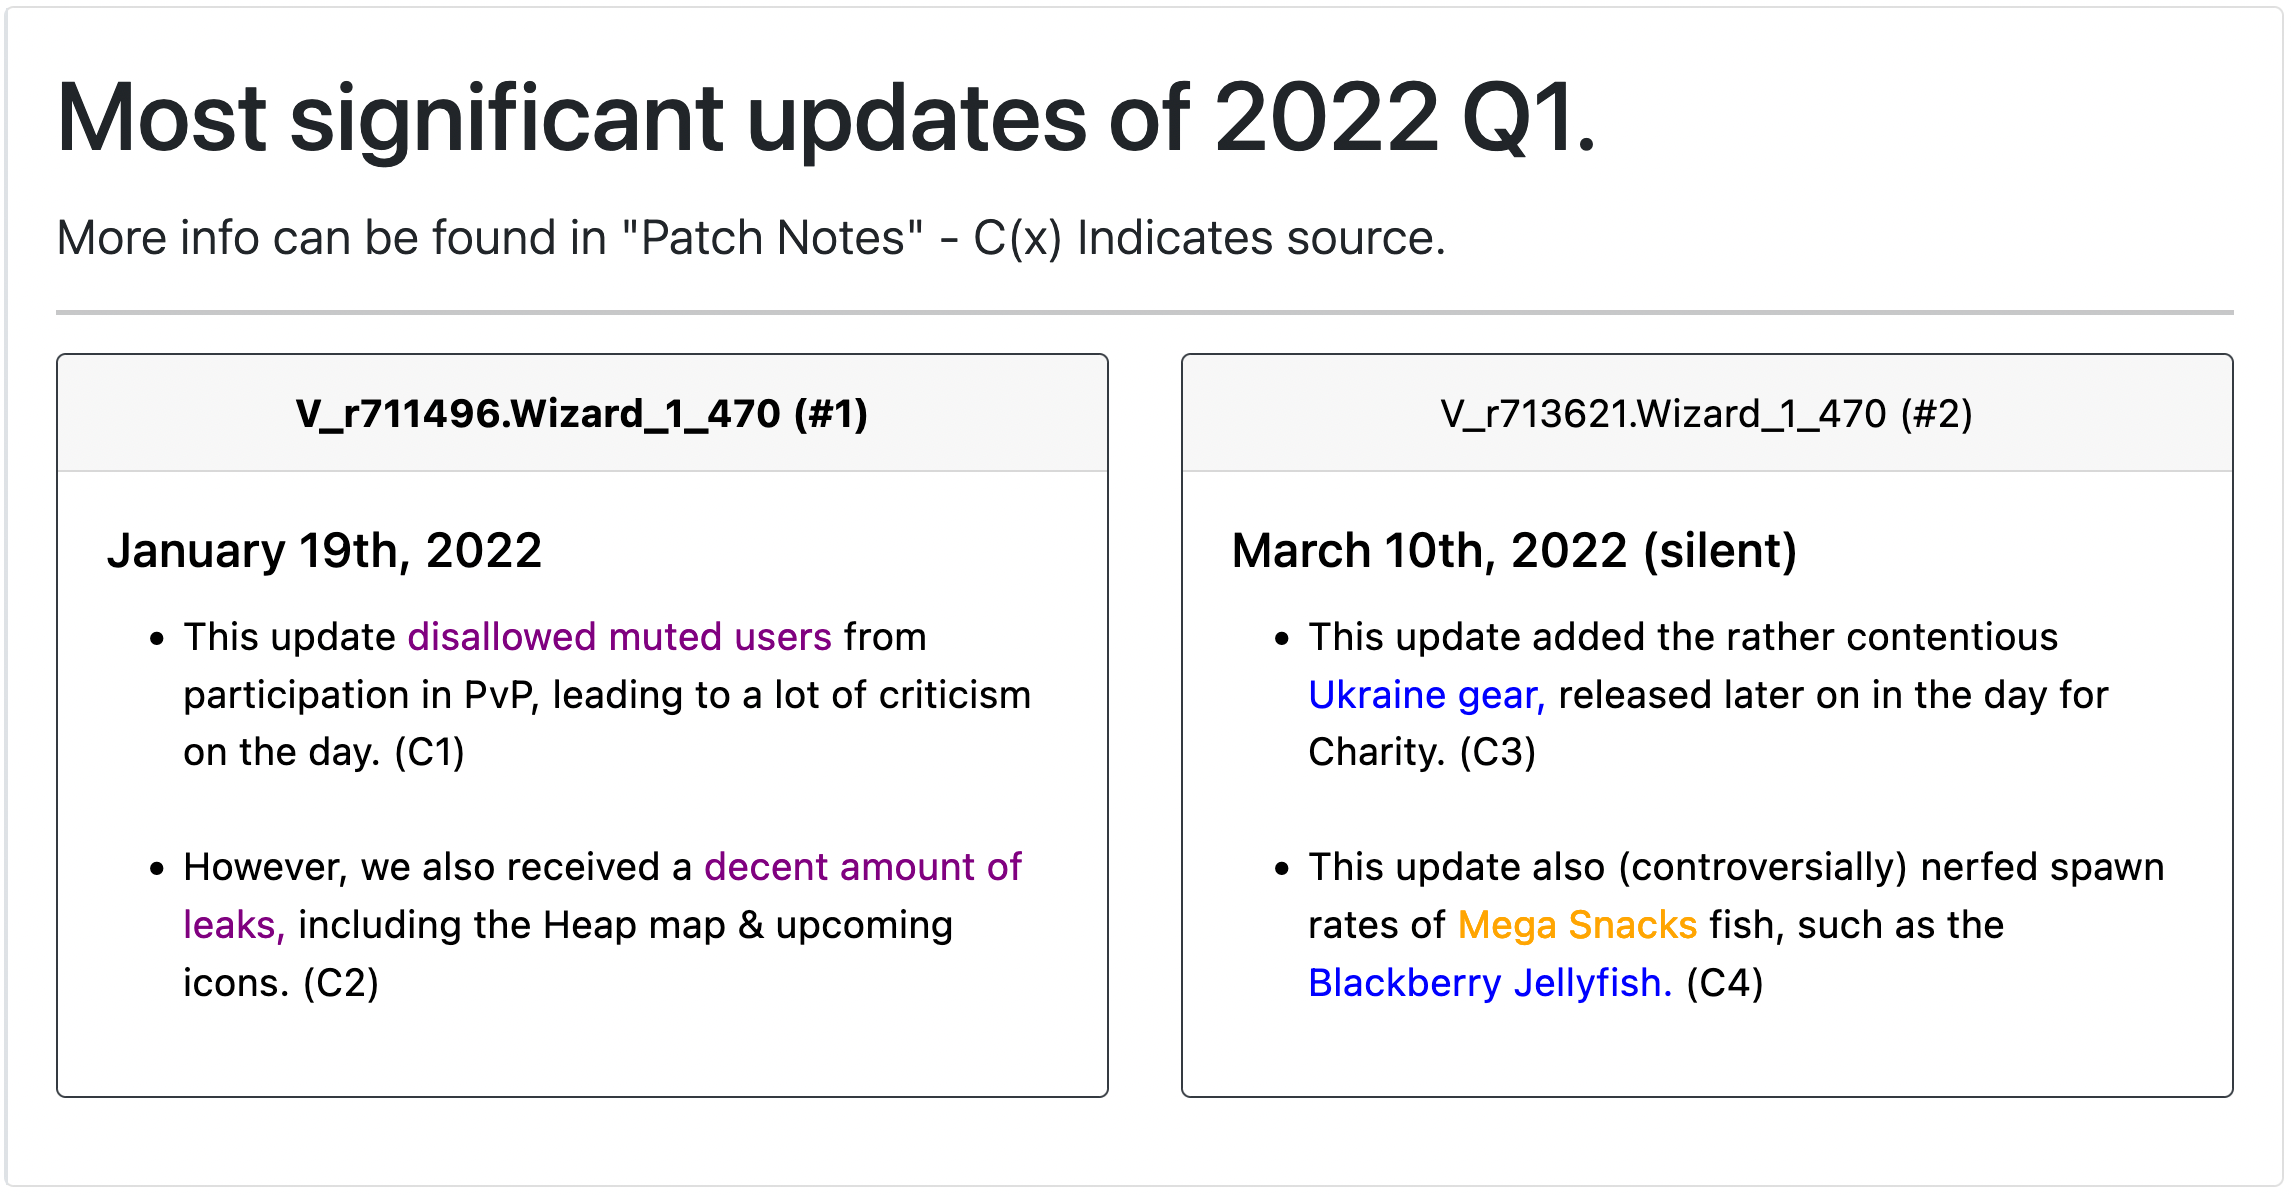 Most significant updates of 2022 Q1.
More info can be found in "Patch Notes" - C(x) Indicates source.
V_r711496.Wizard_1_470 (#1)
January 19th, 2022
• This update disallowed muted users from
participation in PvP, leading to a lot of criticism
on the day. (C1)
• However, we also received a decent amount of
leaks, including the Heap map & upcoming
icons. (C2)
V_r713621.Wizard_1_470 (#2)
March 10th, 2022 (silent)
• This update added the rather contentious
Ukraine gear, released later on in the day for
Charity. (C3)
• This update also (controversially) nerfed spawn
rates of Mega Snacks fish, such as the
Blackberry Jellyfish. (C4)